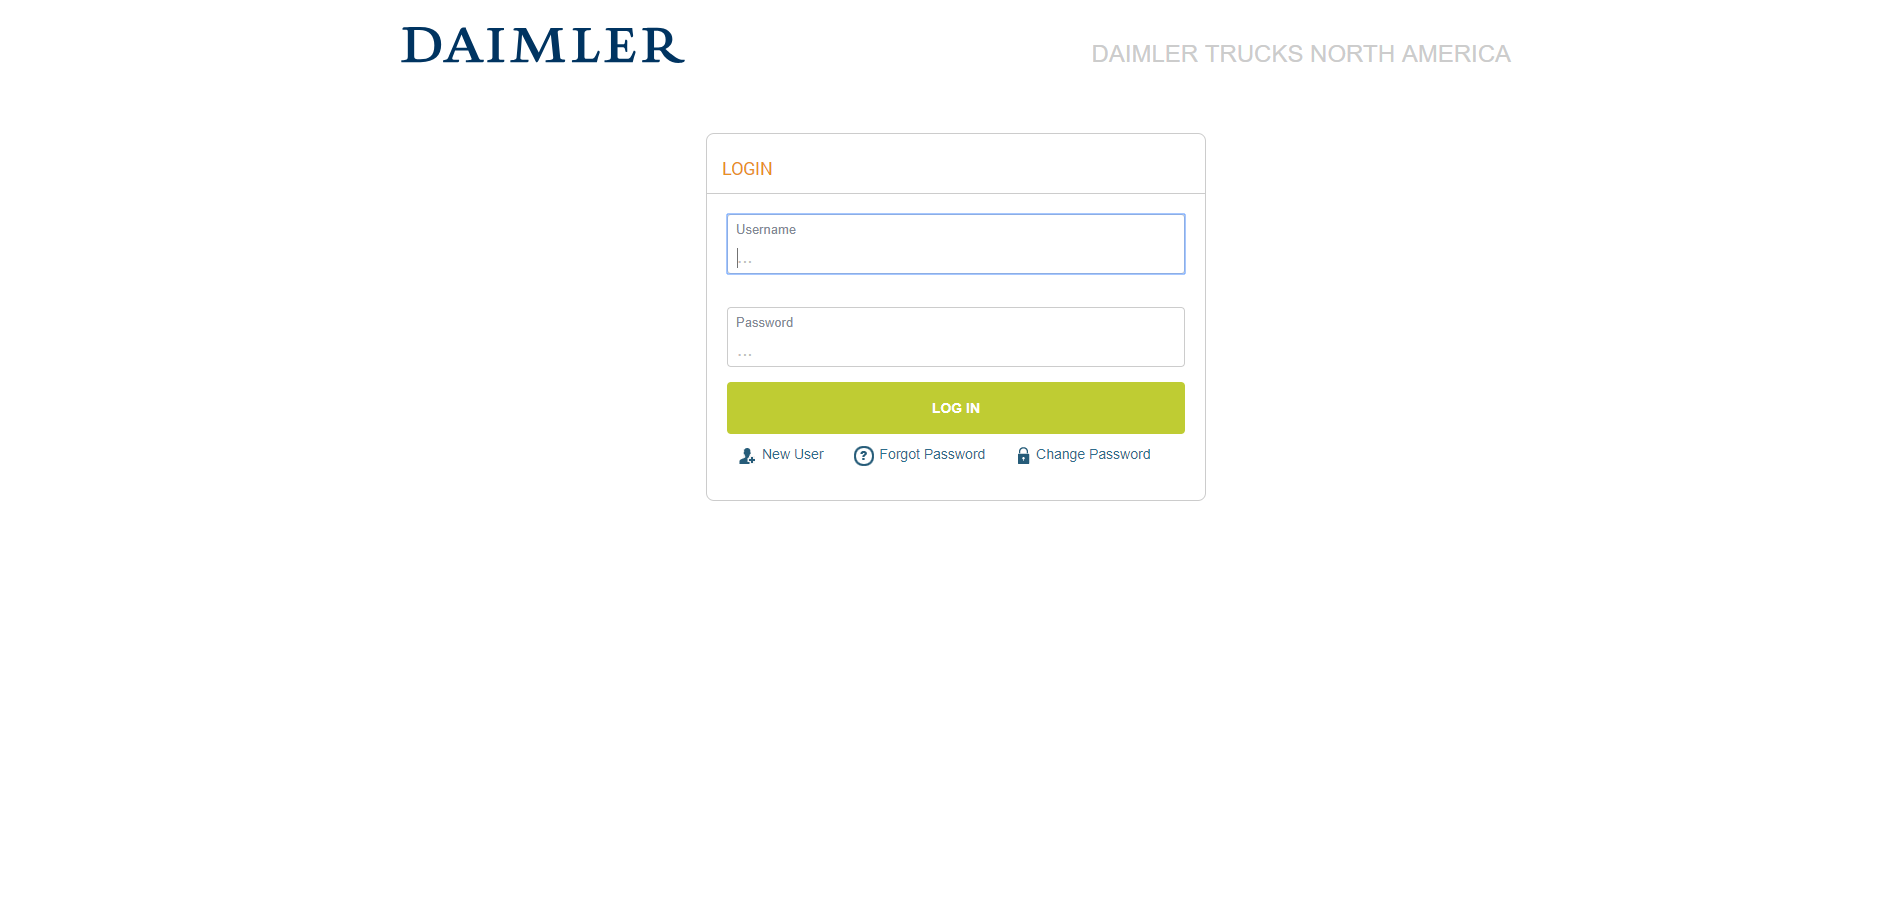 DAIMLER
DAIMLER TRUCKS NORTH AMERICA
LOGIN
Username
...
Password
...
LOG IN
New User
Forgot Password
Change Password